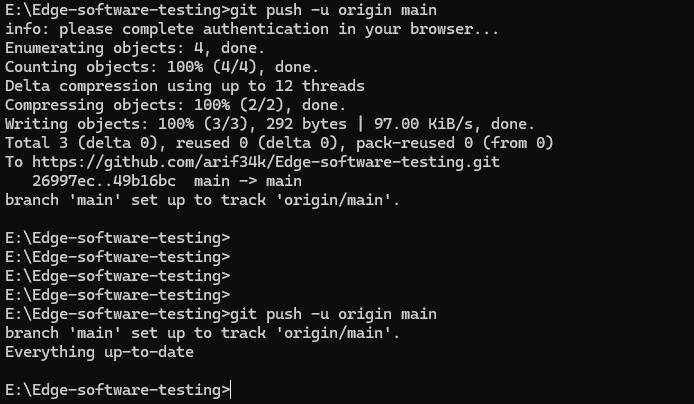 E:\Edge-software-testing>git push -u origin main
info: please complete authentication in your browser...
Enumerating objects: 4, done.
Counting objects: 100% (4/4), done.
Delta compression using up to 12 threads
Compressing objects: 100% (2/2), done.
Writing objects: 100% (3/3), 292 bytes | 97.00 KiB/s, done.
Total 3 (delta 0), reused 0 (delta 0), pack-reused 0 (from 0)
To https://github.com/arif34k/Edge-software-testing.git
   26997ec..49b16bc  main -> main
branch 'main' set up to track 'origin/main'.

E:\Edge-software-testing>
E:\Edge-software-testing>
E:\Edge-software-testing>
E:\Edge-software-testing>
E:\Edge-software-testing>git push -u origin main
branch 'main' set up to track 'origin/main'.
Everything up-to-date

E:\Edge-software-testing>